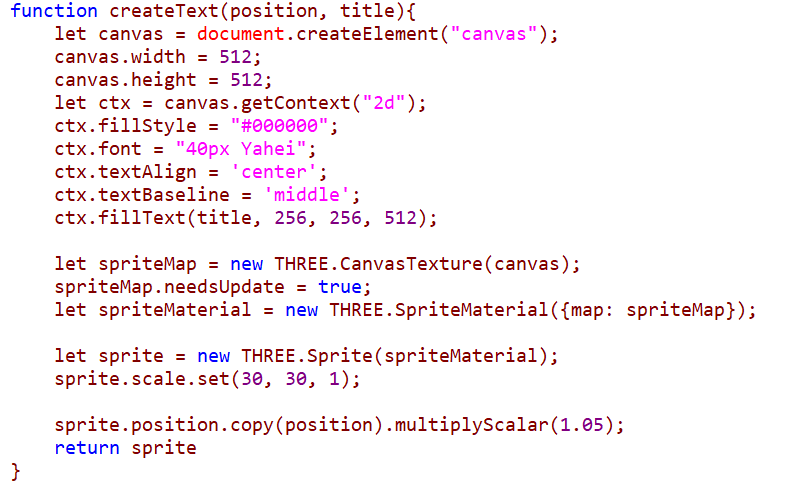 function createText(position, title){
    let canvas = document.createElement("canvas");
    canvas.width = 512;
    canvas.height = 512;
    let ctx = canvas.getContext("2d");
    ctx.fillStyle = "#000000";
    ctx.font = "40px Yahei";
    ctx.textAlign = 'center';
    ctx.textBaseline = 'middle';
    ctx.fillText(title, 256, 256, 512);

    let spriteMap = new THREE.CanvasTexture(canvas);
    spriteMap.needsUpdate = true;
    let spriteMaterial = new THREE.SpriteMaterial({map: spriteMap});

    let sprite = new THREE.Sprite(spriteMaterial);
    sprite.scale.set(30, 30, 1);

    sprite.position.copy(position).multiplyScalar(1.05);
    return sprite
}